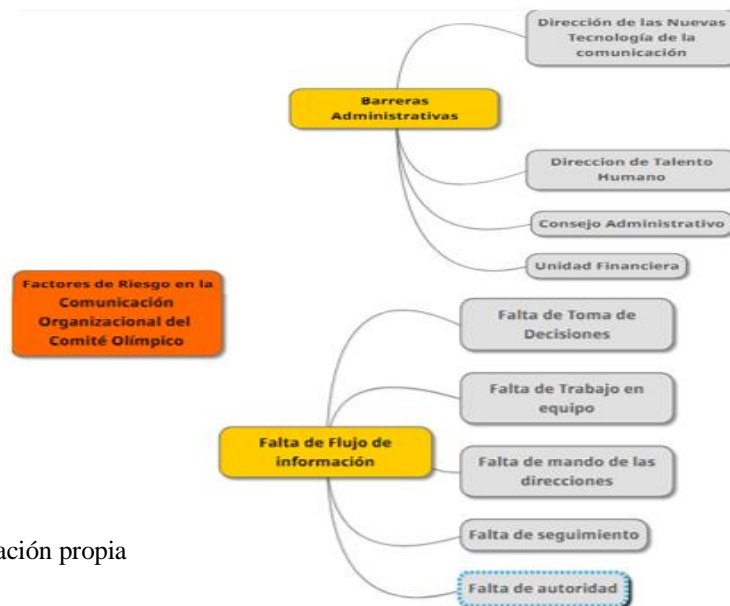 Dirección de las Nuevas
Tecnología de la
comunicación
Barreras
Administrativas
Direccion de Talento
Humano
Consejo Administrativo
Unidad Financiera
Factores de Riesgo en la
Comunicación
Organizacional del
Comité Olímpico
Falta de Toma de
Decisiones
Falta de Trabajo en
equipo
Falta de Flujo de
información
Falta de mando de las
direcciones
Falta de seguimiento
ación propia
Falta de autoridad